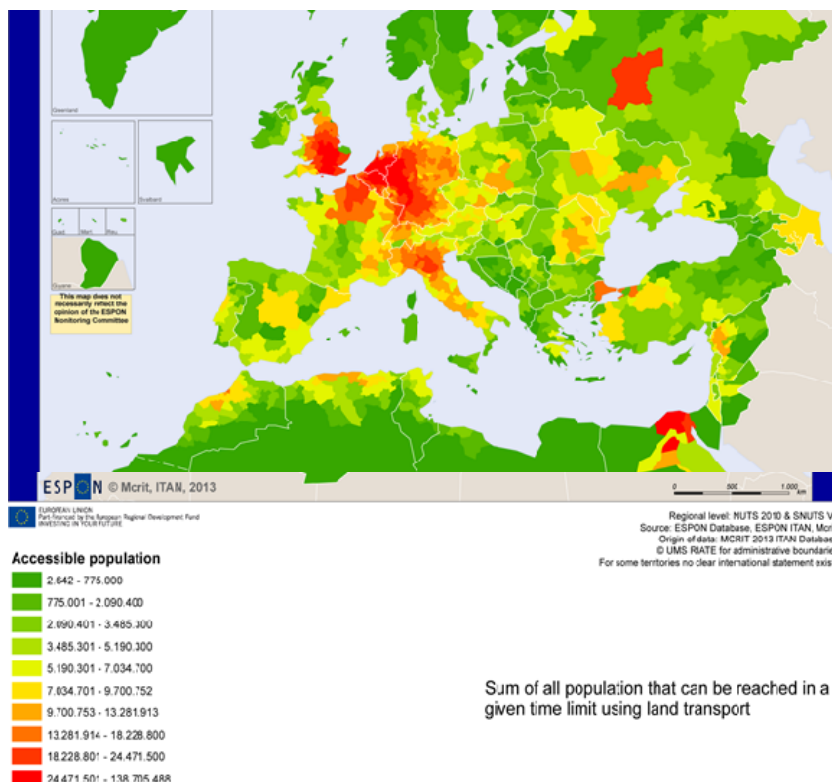 Greenland
Azores
Svalbard
Guad
Mart
Reu
Guyane
This map does not
necessarily reflect the
opinion of the ESPON
Monitoring Committee
ESPON © Mcrit, ITAN, 2013
0 500 1.000
km
EUROPEAN UNION
Part-financed by the European Regional Development Fund
INVESTING IN YOUR FUTURE
Regional level: NUTS 2010 & SNUTS V
Source: ESPON Database, ESPON ITAN, Mcri
Origin of data: MCRIT 2013 ITAN Database
© UMS RIATE for administrative boundarie
For some territories no clear international statement exis
Accessible population
2.642 - 775.000
775.001 - 2.090.400
2.090.401 - 3.485.300
3.485.301 - 5.190.300
5.190.301 - 7.034.700
7.034.701 - 9.700.752
9.700.753 - 13.281.913
13.281.914 - 18.228.800
18.228.801 - 24.471.500
24.471.501 - 138.705.488
Sum of all population that can be reached in a
given time limit using land transport